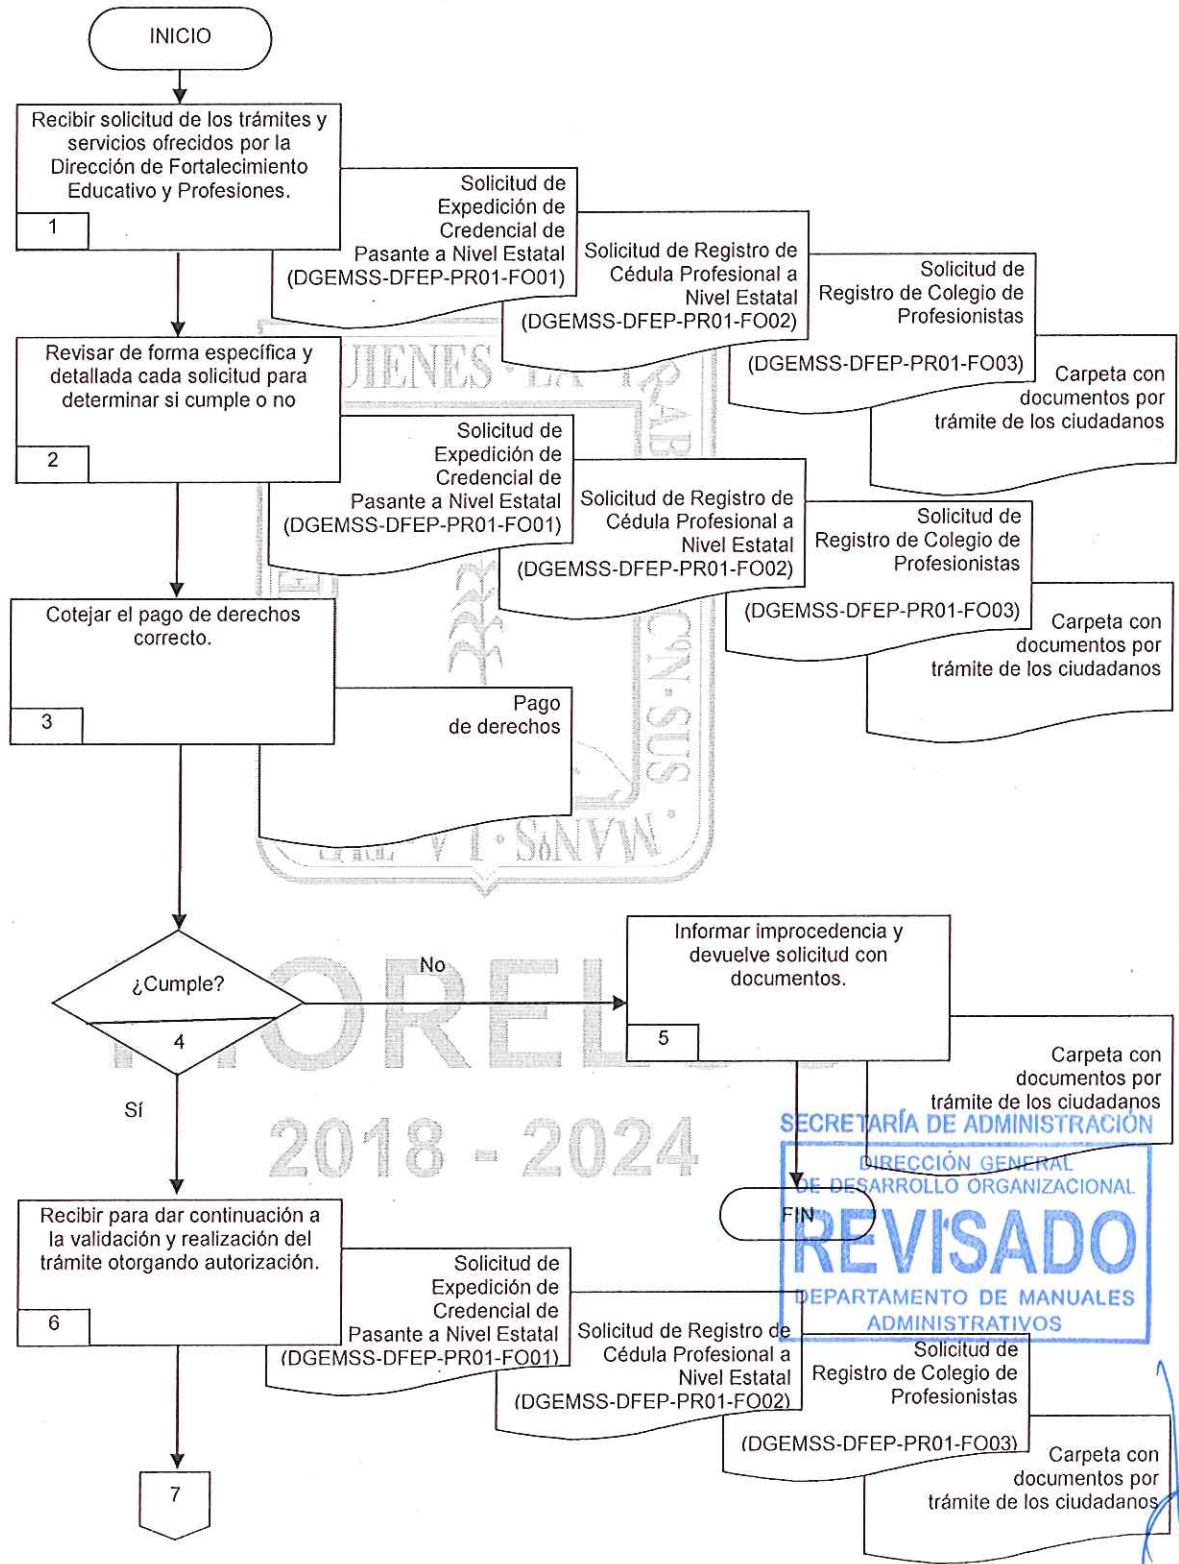 INICIO
Recibir solicitud de los trámites y
servicios ofrecidos por la
Dirección de Fortalecimiento
Educativo y Profesiones.
1
Solicitud de
Expedición de
Credencial de
Pasante a Nivel Estatal
(DGEMSS-DFEP-PR01-FO01)
Solicitud de Registro de
Cédula Profesional a
Nivel Estatal
(DGEMSS-DFEP-PR01-FO02)
Solicitud de
Registro de Colegio de
Profesionistas
(DGEMSS-DFEP-PR01-FO03)
Carpeta con
documentos por
trámite de los ciudadanos
Revisar de forma específica y
detallada cada solicitud para
determinar si cumple o no
2
Solicitud de
Expedición de
Credencial de
Pasante a Nivel Estatal
(DGEMSS-DFEP-PR01-FO01)
Solicitud de Registro de
Cédula Profesional a
Nivel Estatal
(DGEMSS-DFEP-PR01-FO02)
Solicitud de
Registro de Colegio de
Profesionistas
(DGEMSS-DFEP-PR01-FO03)
Carpeta con
documentos por
trámite de los ciudadanos
Cotejar el pago de derechos
correcto.
3
Pago
de derechos
CON · SUS ·
MANOS · LA
¿Cumple?
4
No
Sí
Informar improcedencia y
devuelve solicitud con
documentos.
5
Carpeta con
documentos por
trámite de los ciudadanos
2018 - 2024
FIN
SECRETARÍA DE ADMINISTRACIÓN
DIRECCIÓN GENERAL
DE DESARROLLO ORGANIZACIONAL
REVISADO
DEPARTAMENTO DE MANUALES
ADMINISTRATIVOS
Recibir para dar continuación a
la validación y realización del
trámite otorgando autorización.
6
Solicitud de
Expedición de
Credencial de
Pasante a Nivel Estatal
(DGEMSS-DFEP-PR01-FO01)
Solicitud de Registro de
Cédula Profesional a
Nivel Estatal
(DGEMSS-DFEP-PR01-FO02)
Solicitud de
Registro de Colegio de
Profesionistas
(DGEMSS-DFEP-PR01-FO03)
Carpeta con
documentos por
trámite de los ciudadanos
7